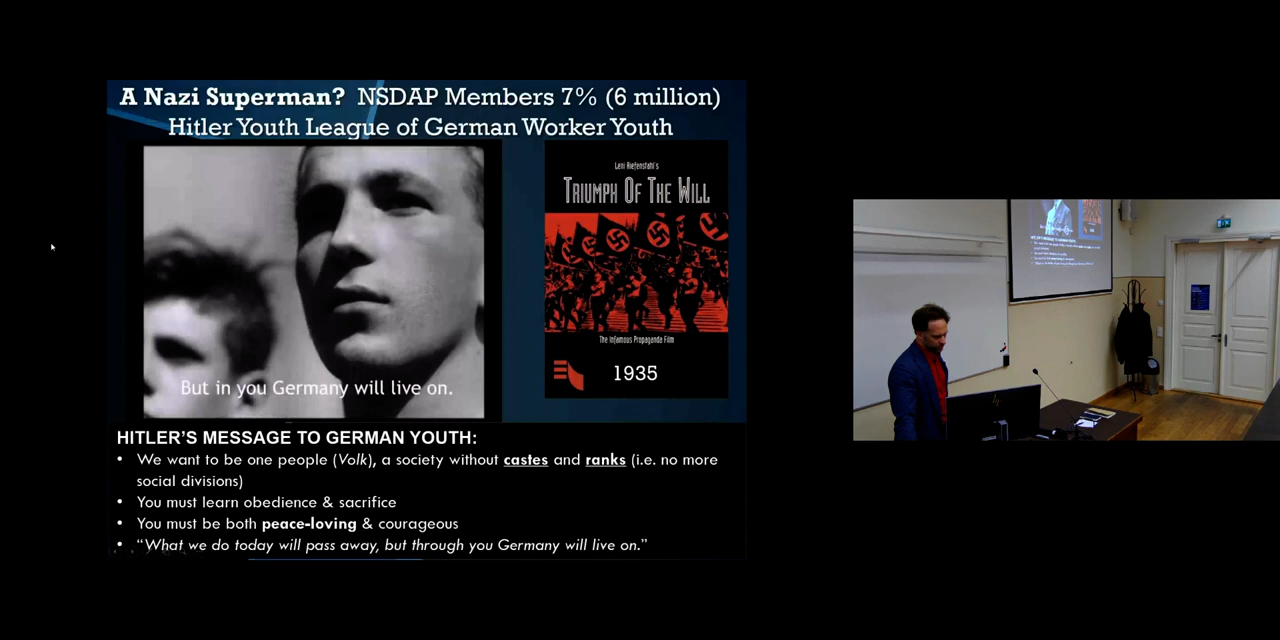 A Nazi Superman? NSDAP Members 7% (6 million)
Hitler Youth League of German Worker Youth
But in you Germany will live on.
Leni Riefenstahl's
TRIUMPH OF THE WILL
The Infamous Propaganda Film
1935
HITLER'S MESSAGE TO GERMAN YOUTH:
• We want to be one people (Volk), a society without castes and ranks (i.e. no more
social divisions)
• You must learn obedience & sacrifice
• You must be both peace-loving & courageous
• “What we do today will pass away, but through you Germany will live on.”